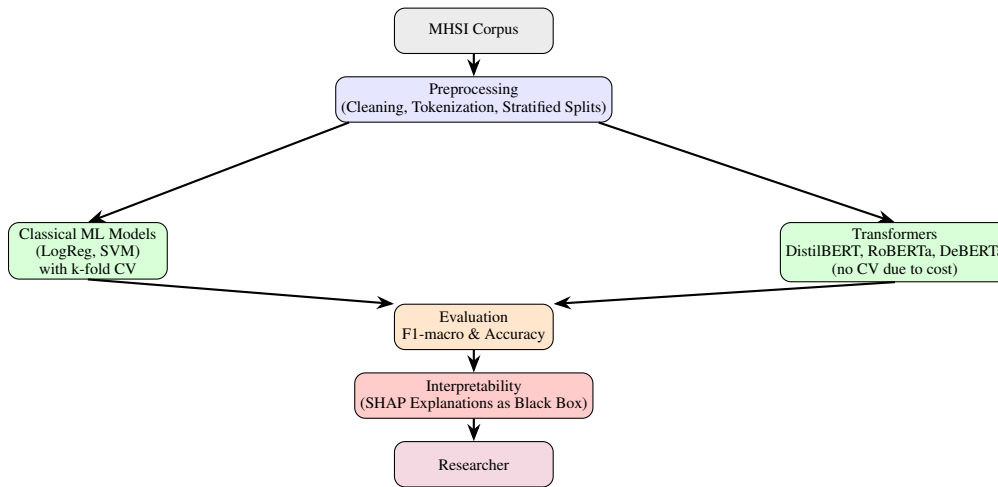 MHSI Corpus
Preprocessing
(Cleaning, Tokenization, Stratified Splits)
Classical ML Models
(LogReg, SVM)
with k-fold CV
Transformers
DistilBERT, RoBERTa, DeBERTa
(no CV due to cost)
Evaluation
F1-macro & Accuracy
Interpretability
(SHAP Explanations as Black Box)
Researcher